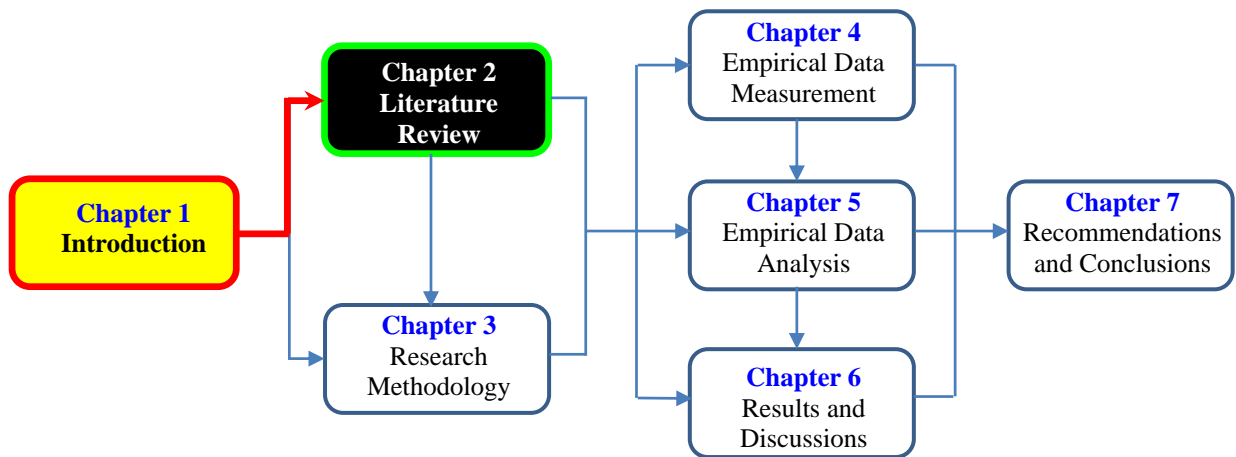 Chapter 1
Introduction
Chapter 2
Literature
Review
Chapter 3
Research
Methodology
Chapter 4
Empirical Data
Measurement
Chapter 5
Empirical Data
Analysis
Chapter 6
Results and
Discussions
Chapter 7
Recommendations
and Conclusions